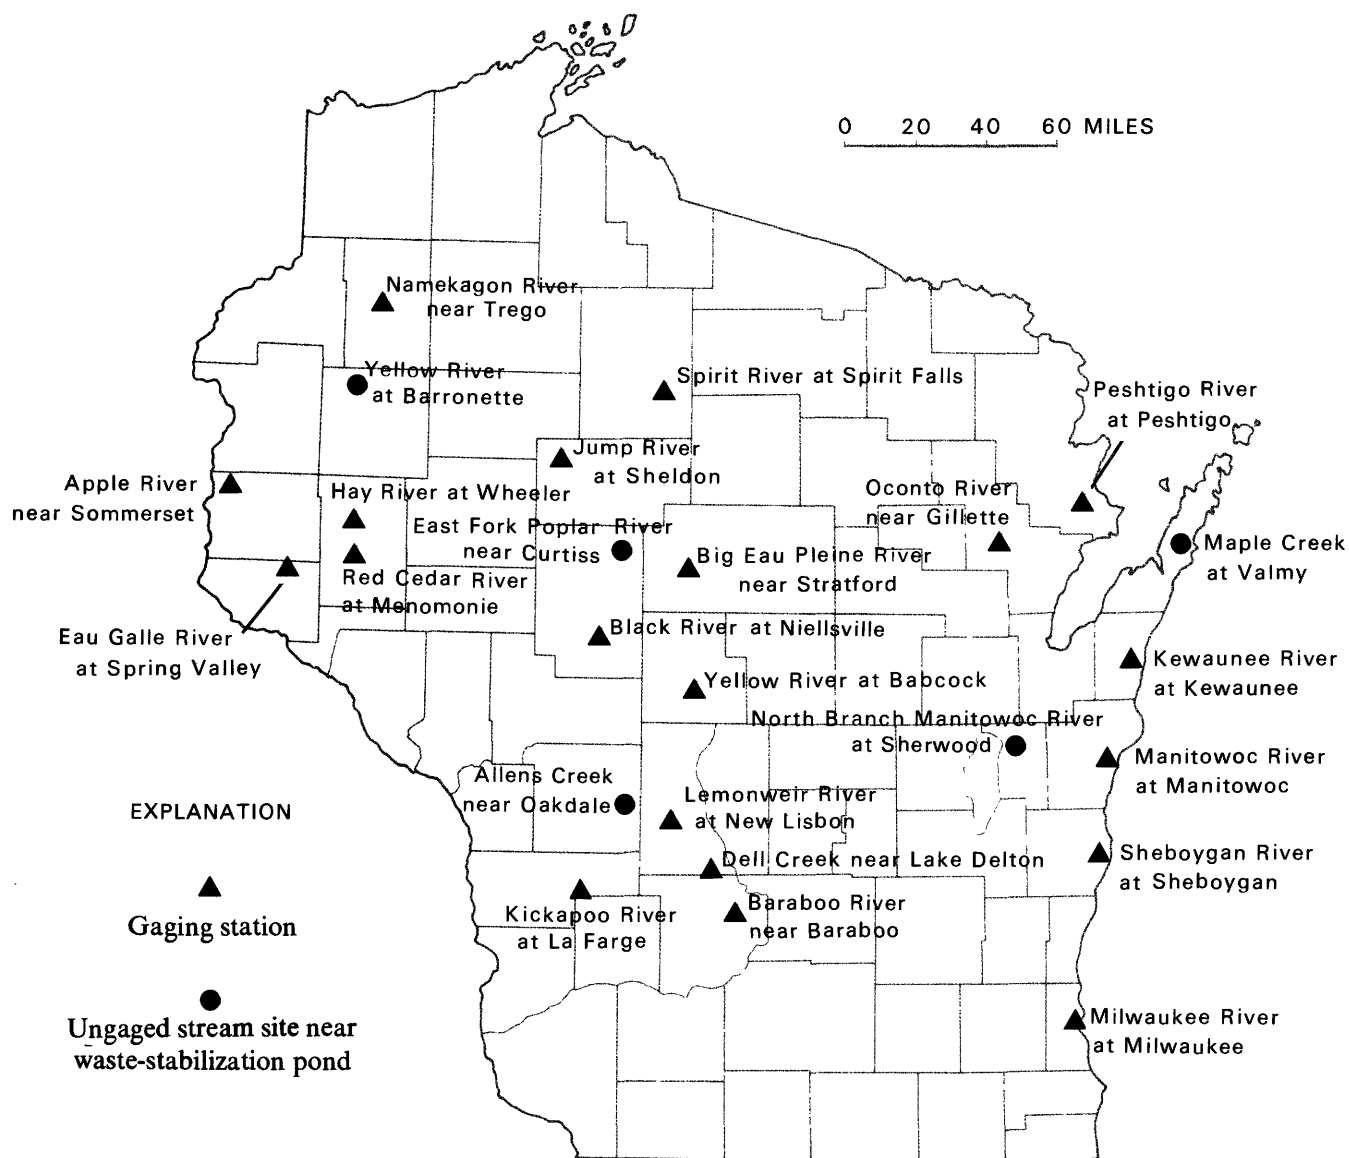 0 20 40 60 MILES
Namekagon River
near Trego
Yellow River
at Barronette
Spirit River at Spirit Falls
Peshtigo River
at Peshtigo
Jump River
at Sheldon
Apple River
near Sommerset
Hay River at Wheeler
Oconto River
near Gillette
East Fork Poplar River
near Curtiss
Big Eau Pleine River
near Stratford
Maple Creek
at Valmy
Red Cedar River
at Menomonie
Eau Galle River
at Spring Valley
Black River at Niellsville
Kewaunee River
at Kewaunee
Yellow River at Babcock
North Branch Manitowoc River
at Sherwood
Manitowoc River
at Manitowoc
Allens Creek
near Oakdale
Lemonweir River
at New Lisbon
EXPLANATION
Gaging station
Ungaged stream site near
waste-stabilization pond
Dell Creek near Lake Delton
Sheboygan River
at Sheboygan
Kickapoo River
at La Farge
Baraboo River
near Baraboo
Milwaukee River
at Milwaukee